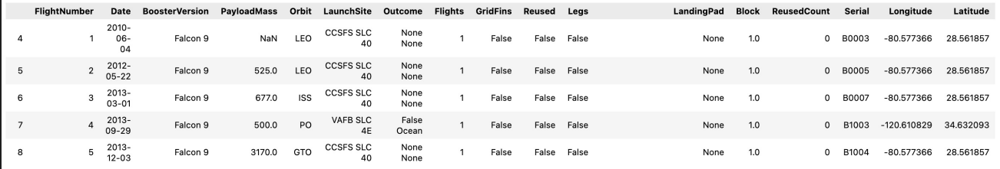 FlightNumber Date BoosterVersion PayloadMass Orbit LaunchSite Outcome Flights GridFins Reused Legs LandingPad Block ReusedCount Serial Longitude Latitude
4 1 2010-06-04 Falcon 9 NaN LEO CCSFS SLC 40 None None 1 False False False None 1.0 0 B0003 -80.577366 28.561857
5 2 2012-05-22 Falcon 9 525.0 LEO CCSFS SLC 40 None None 1 False False False None 1.0 0 B0005 -80.577366 28.561857
6 3 2013-03-01 Falcon 9 677.0 ISS CCSFS SLC 40 None None 1 False False False None 1.0 0 B0007 -80.577366 28.561857
7 4 2013-09-29 Falcon 9 500.0 PO VAFB SLC 4E False Ocean 1 False False False None 1.0 0 B1003 -120.610829 34.632093
8 5 2013-12-03 Falcon 9 3170.0 GTO CCSFS SLC 40 None None 1 False False False None 1.0 0 B1004 -80.577366 28.561857